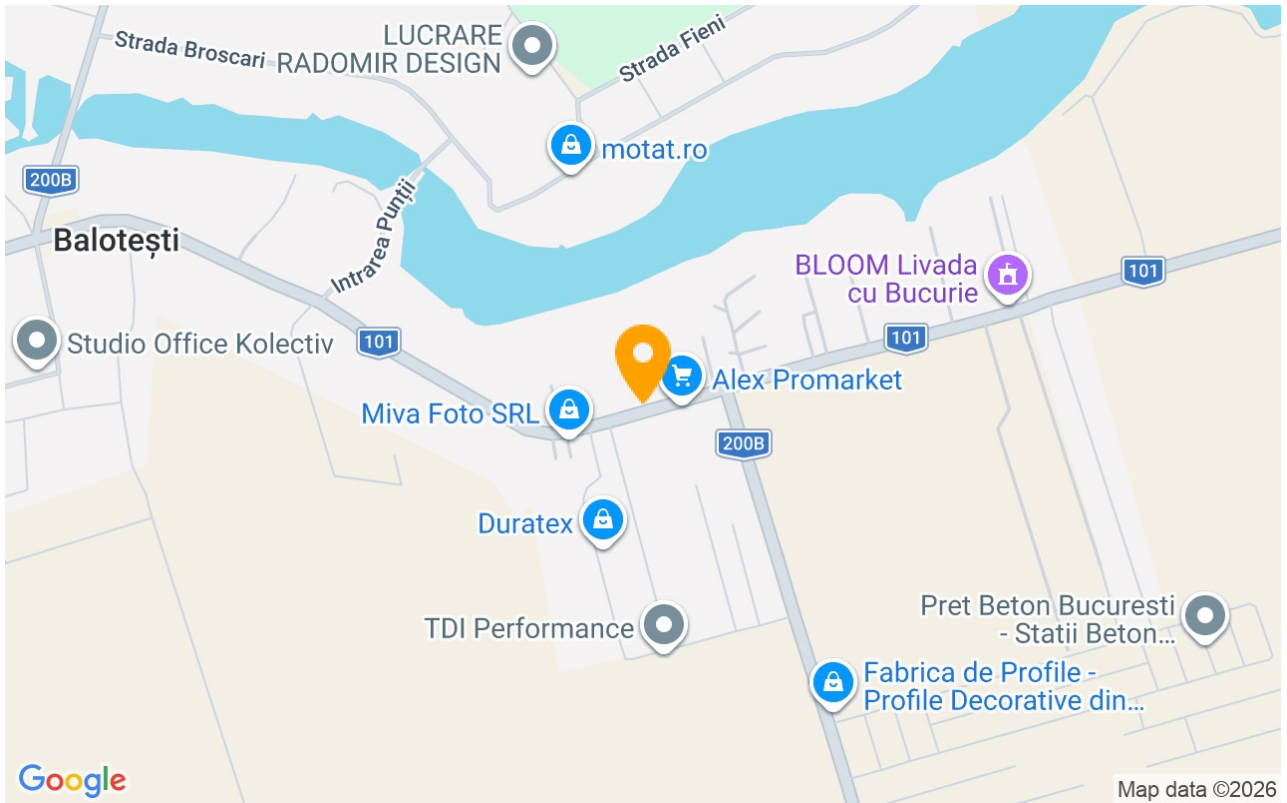 LUCRARE
RADOMIR DESIGN
Strada Broscari
Strada Fieni
motat.ro
200B
Intrarea Punții
Balotești
BLOOM Livada
cu Bucurie
101
101
101
Studio Office Kolectiv
Alex Promarket
Miva Foto SRL
200B
Duratex
Pret Beton Bucuresti
- Statii Beton...
TDI Performance
Fabrica de Profile -
Profile Decorative din...
Google
Map data ©2026